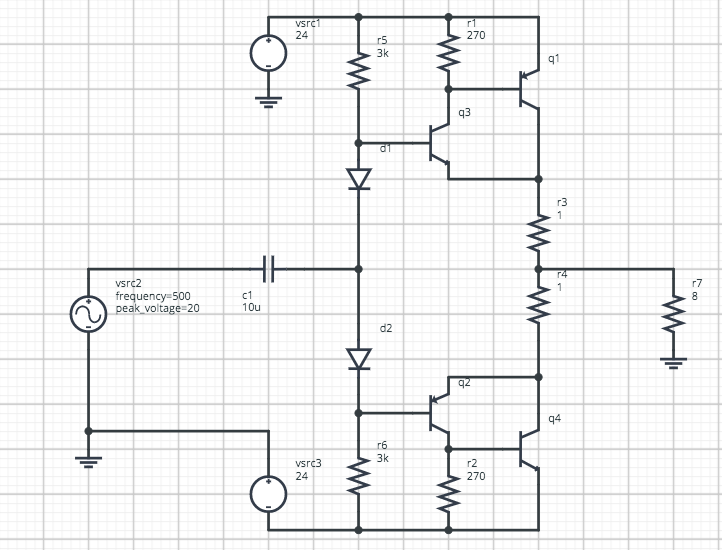 vsrc1
24
r5
3k
r1
270
q1
q3
d1
r3
1
vsrc2
frequency=500
peak_voltage=20
c1
10u
r4
1
r7
8
d2
q2
q4
r6
3k
vsrc3
24
r2
270